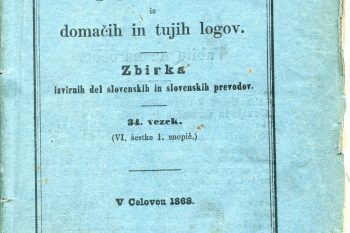 iz
domačih in tujih logov.
Zbirka
izvirnih del slovenskih in slovenskih prevodov.
34. vezek.
(VI. šestke 1. snopič.)
V Celovcu 1868.